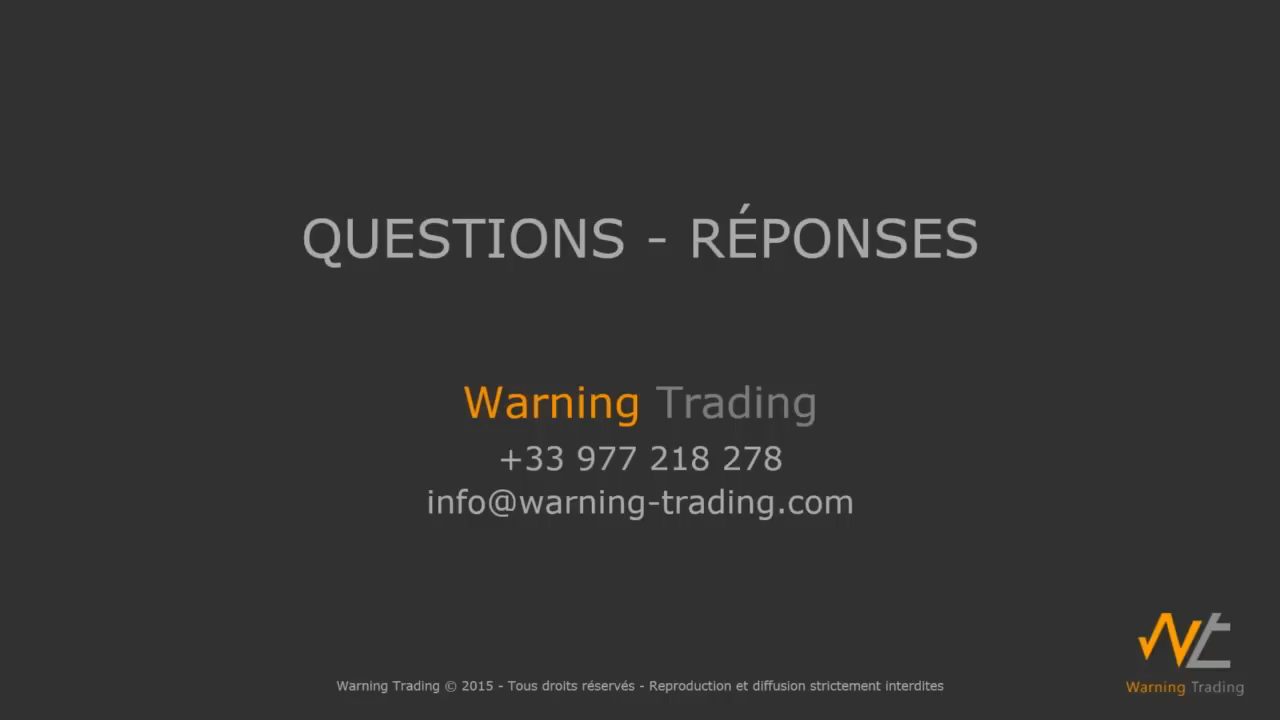 QUESTIONS - RÉPONSES
Warning Trading
+33 977 218 278
info@warning-trading.com
Warning Trading © 2015 - Tous droits réservés - Reproduction et diffusion strictement interdites
Wt
Warning Trading